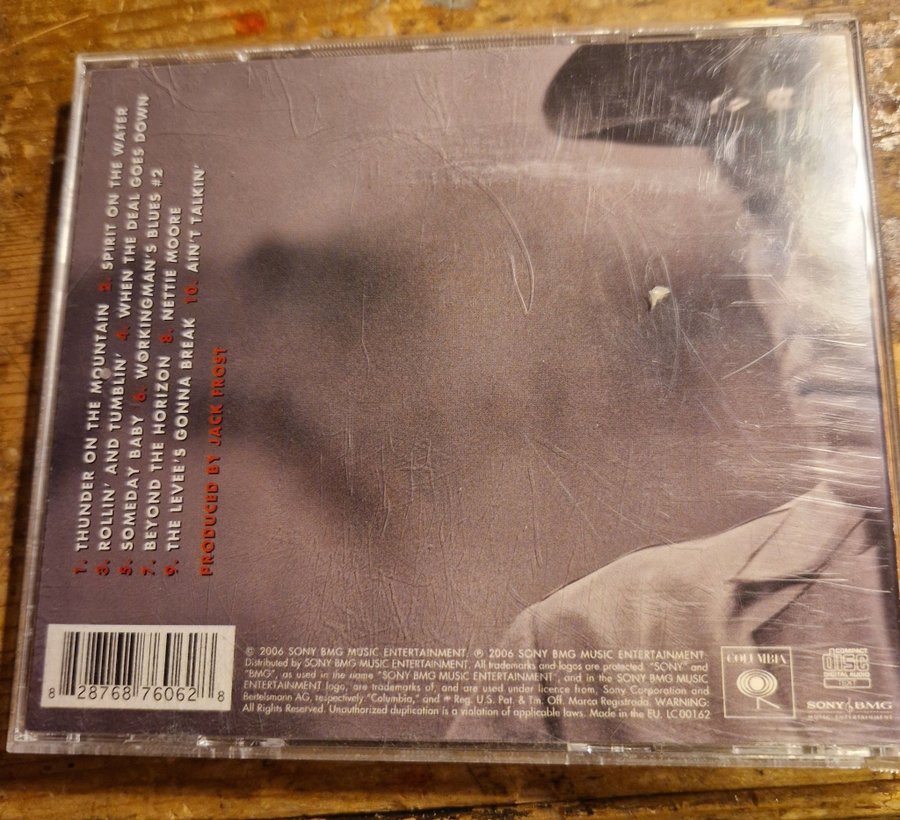 1. THUNDER ON THE MOUNTAIN 2. SPIRIT ON THE WATER
3. ROLLIN' AND TUMBLIN' 4. WHEN THE DEAL GOES DOWN
5. SOMEDAY BABY 6. WORKINGMAN'S BLUES #2
7. BEYOND THE HORIZON 8. NETTIE MOORE
9. THE LEVEE'S GONNA BREAK 10. AIN'T TALKIN'
PRODUCED BY JACK FROST
8 28768 76062 8
© 2006 SONY BMG MUSIC ENTERTAINMENT. ℗ 2006 SONY BMG MUSIC ENTERTAINMENT.
Distributed by SONY BMG MUSIC ENTERTAINMENT. All trademarks and logos are protected. "SONY" and
"BMG", as used in the name "SONY BMG MUSIC ENTERTAINMENT", and in the SONY BMG MUSIC
ENTERTAINMENT logo, are trademarks of, and are used under licence from, Sony Corporation and
Bertelsmann AG, respectively. "Columbia," and Reg. U.S. Pat. & Tm. Off. Marca Registrada. WARNING:
All Rights Reserved. Unauthorized duplication is a violation of applicable laws. Made in the EU. LC 00162
COLUMBIA
COMPACT
disc
DIGITAL AUDIO
TEXT
SONY BMG
MUSIC ENTERTAINMENT